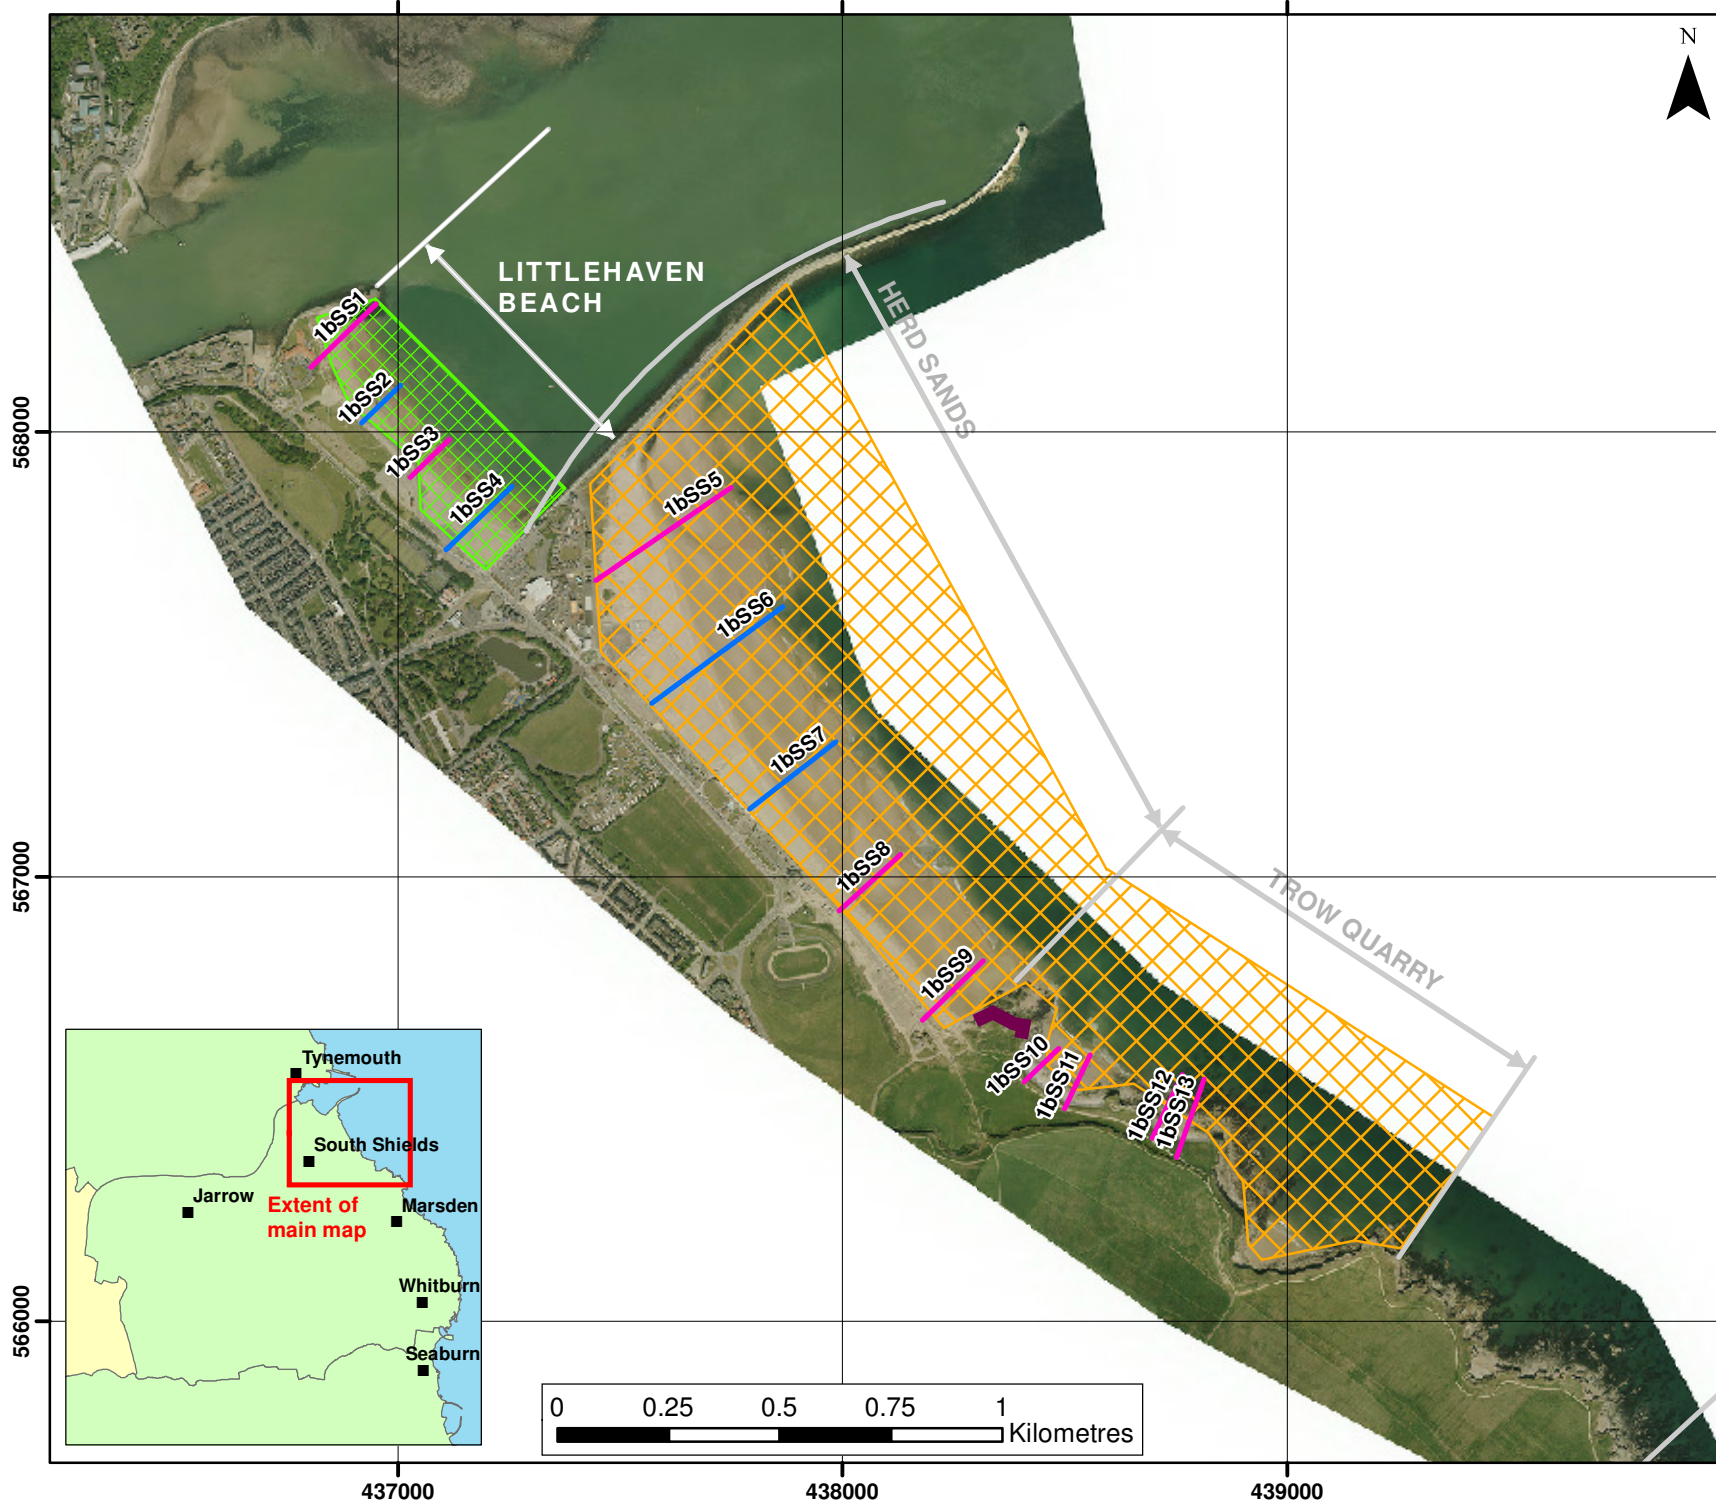 N
LITTLEHAVEN
BEACH
HERD SANDS
TROW QUARRY
1bSS1
1bSS2
1bSS3
1bSS4
1bSS5
1bSS6
1bSS7
1bSS8
1bSS9
1bSS10
1bSS11
1bSS12
1bSS13
568000
567000
566000
Tynemouth
South Shields
Jarrow
Extent of
main map
Marsden
Whitburn
Seaburn
0 0.25 0.5 0.75 1
Kilometres
437000 438000 439000